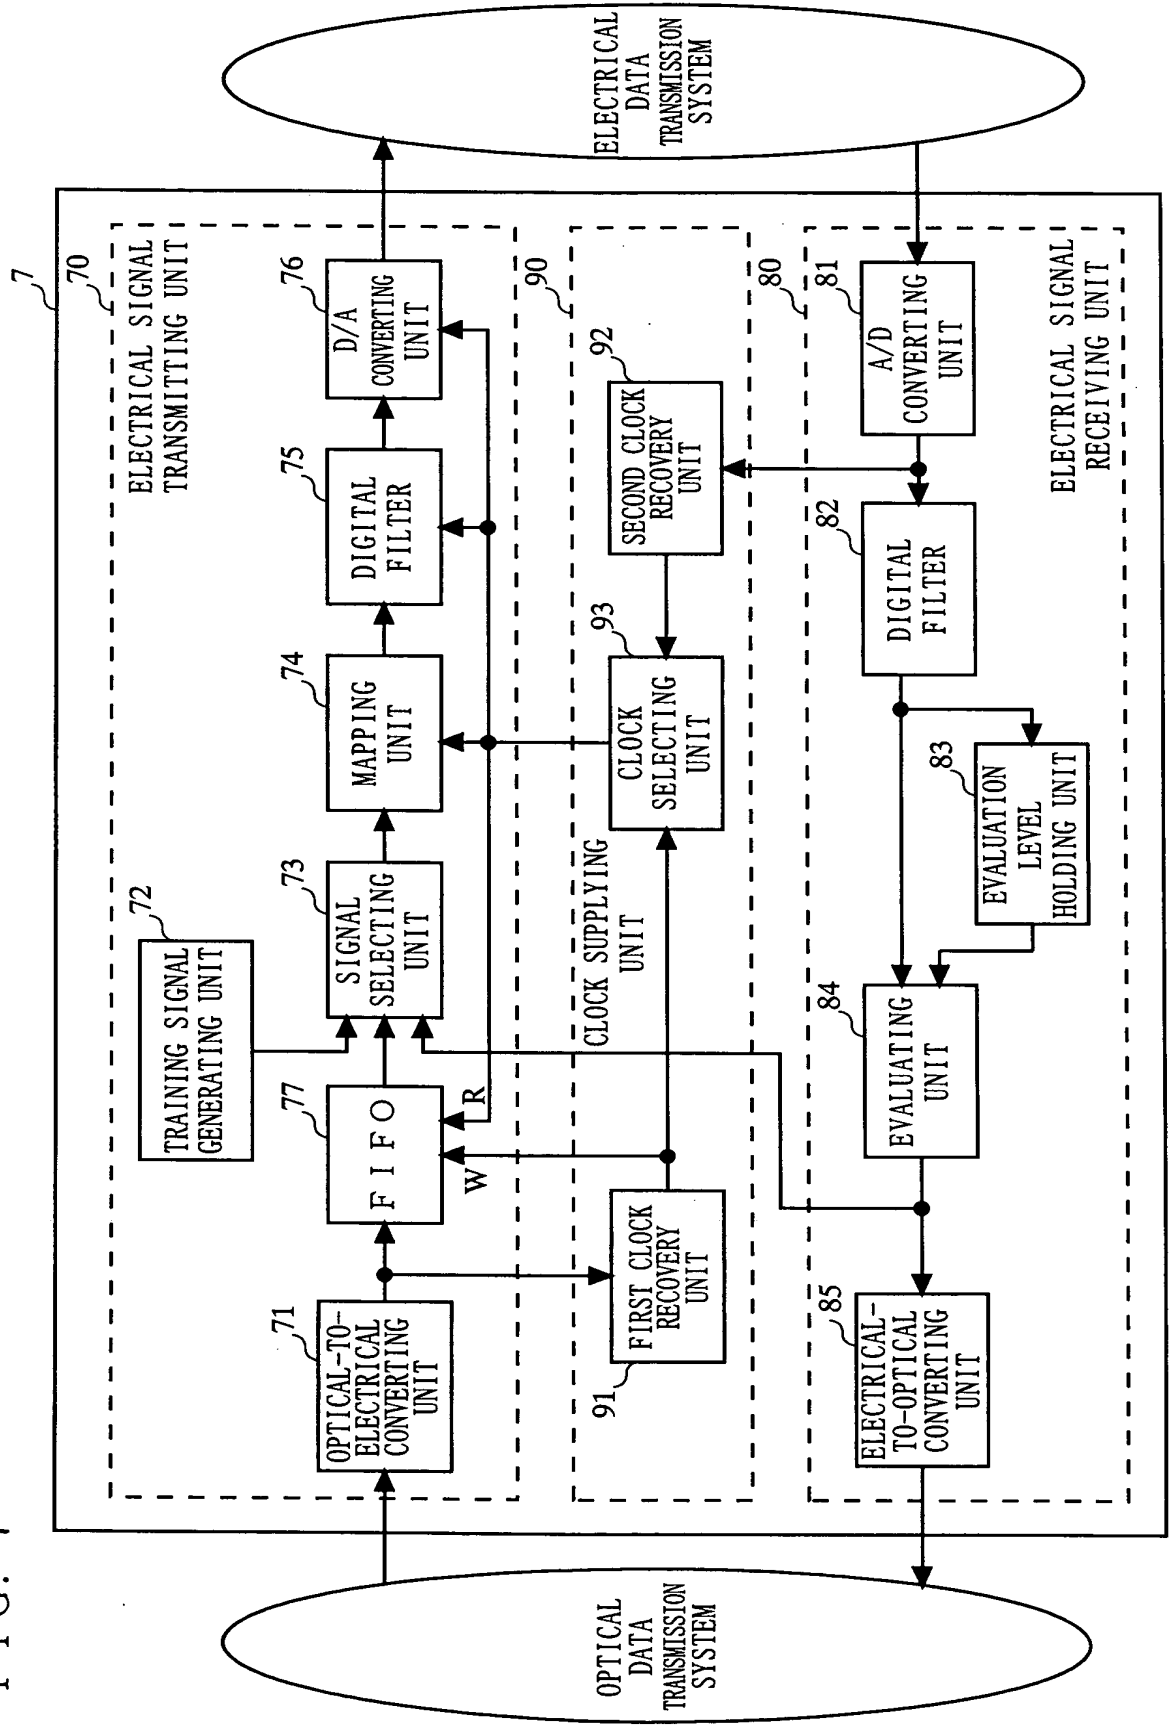 FIG. 7
7
70
ELECTRICAL SIGNAL
TRANSMITTING UNIT
72
TRAINING SIGNAL
GENERATING UNIT
71
OPTICAL-TO-
ELECTRICAL
CONVERTING
UNIT
77
FIFO
W
R
73
SIGNAL
SELECTING
UNIT
74
MAPPING
UNIT
75
DIGITAL
FILTER
76
D/A
CONVERTING
UNIT
90
CLOCK SUPPLYING
UNIT
91
FIRST CLOCK
RECOVERY
UNIT
93
CLOCK
SELECTING
UNIT
92
SECOND CLOCK
RECOVERY
UNIT
80
85
ELECTRICAL-
TO-OPTICAL
CONVERTING
UNIT
84
EVALUATING
UNIT
83
EVALUATION
LEVEL
HOLDING UNIT
82
DIGITAL
FILTER
81
A/D
CONVERTING
UNIT
ELECTRICAL SIGNAL
RECEIVING UNIT
OPTICAL
DATA
TRANSMISSION
SYSTEM
ELECTRICAL
DATA
TRANSMISSION
SYSTEM